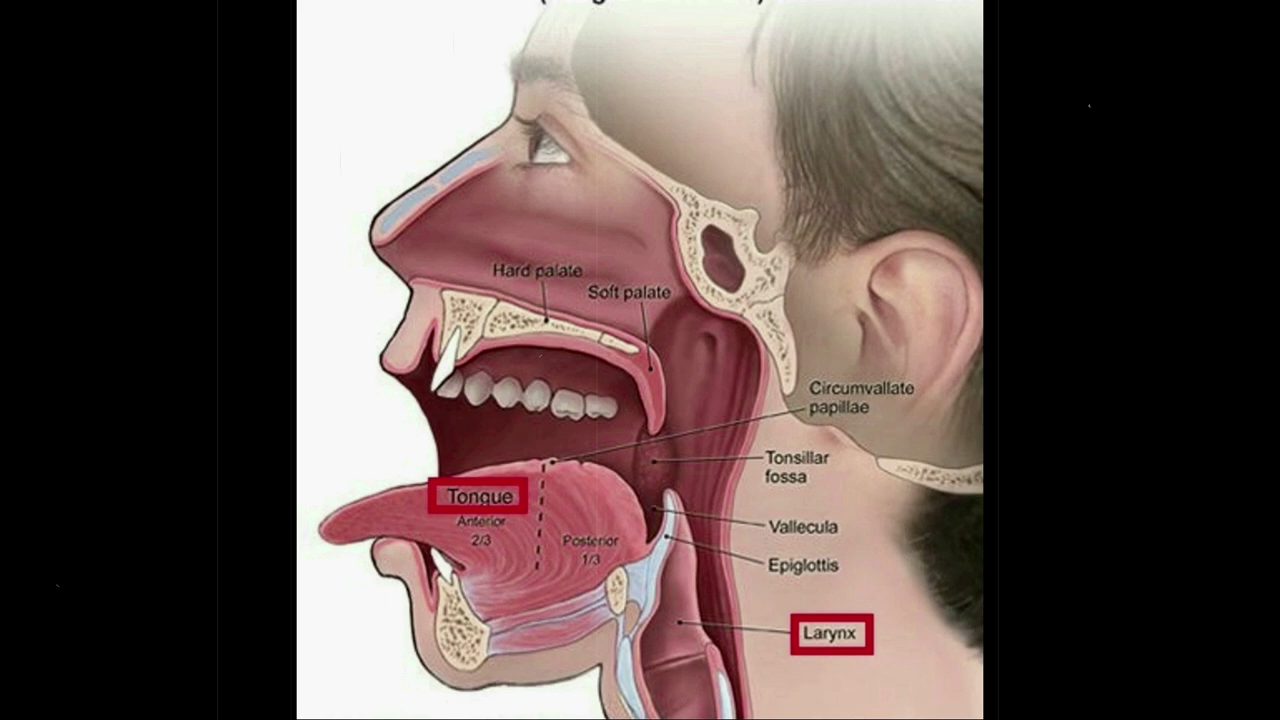 Hard palate
Soft palate
Circumvallate
papillae
Tonsillar
fossa
Tongue
Anterior
2/3
Posterior
1/3
Vallecula
Epiglottis
Larynx